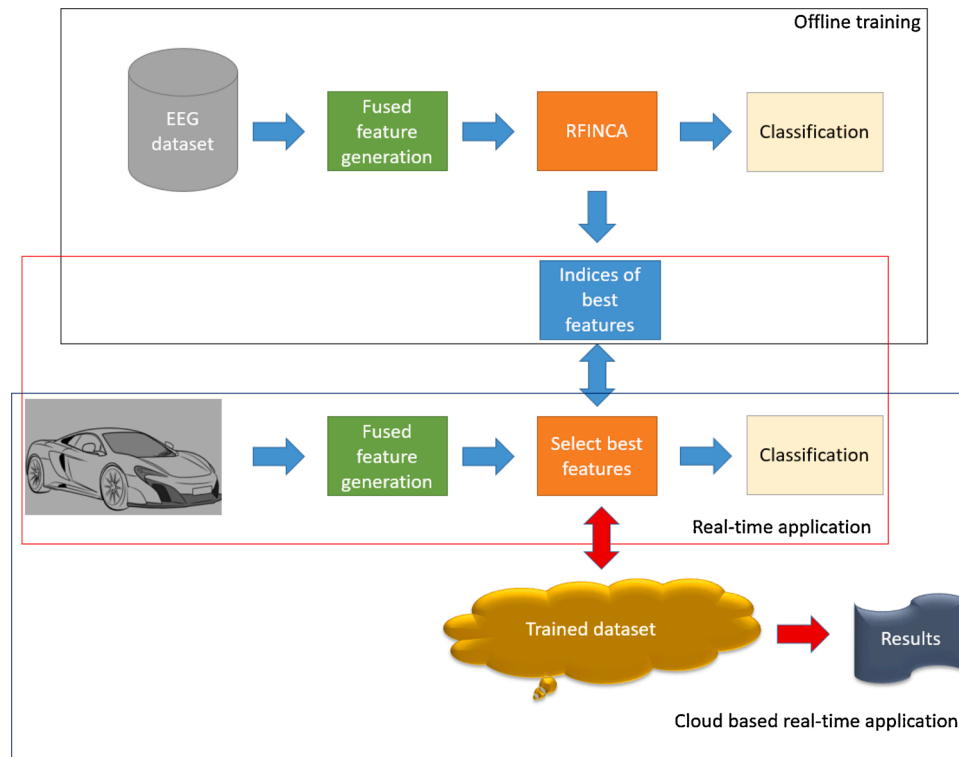 Offline training
EEG
dataset
Fused
feature
generation
RFINCA
Classification
Indices of
best
features
Fused
feature
generation
Select best
features
Classification
Real-time application
Trained dataset
Results
Cloud based real-time application